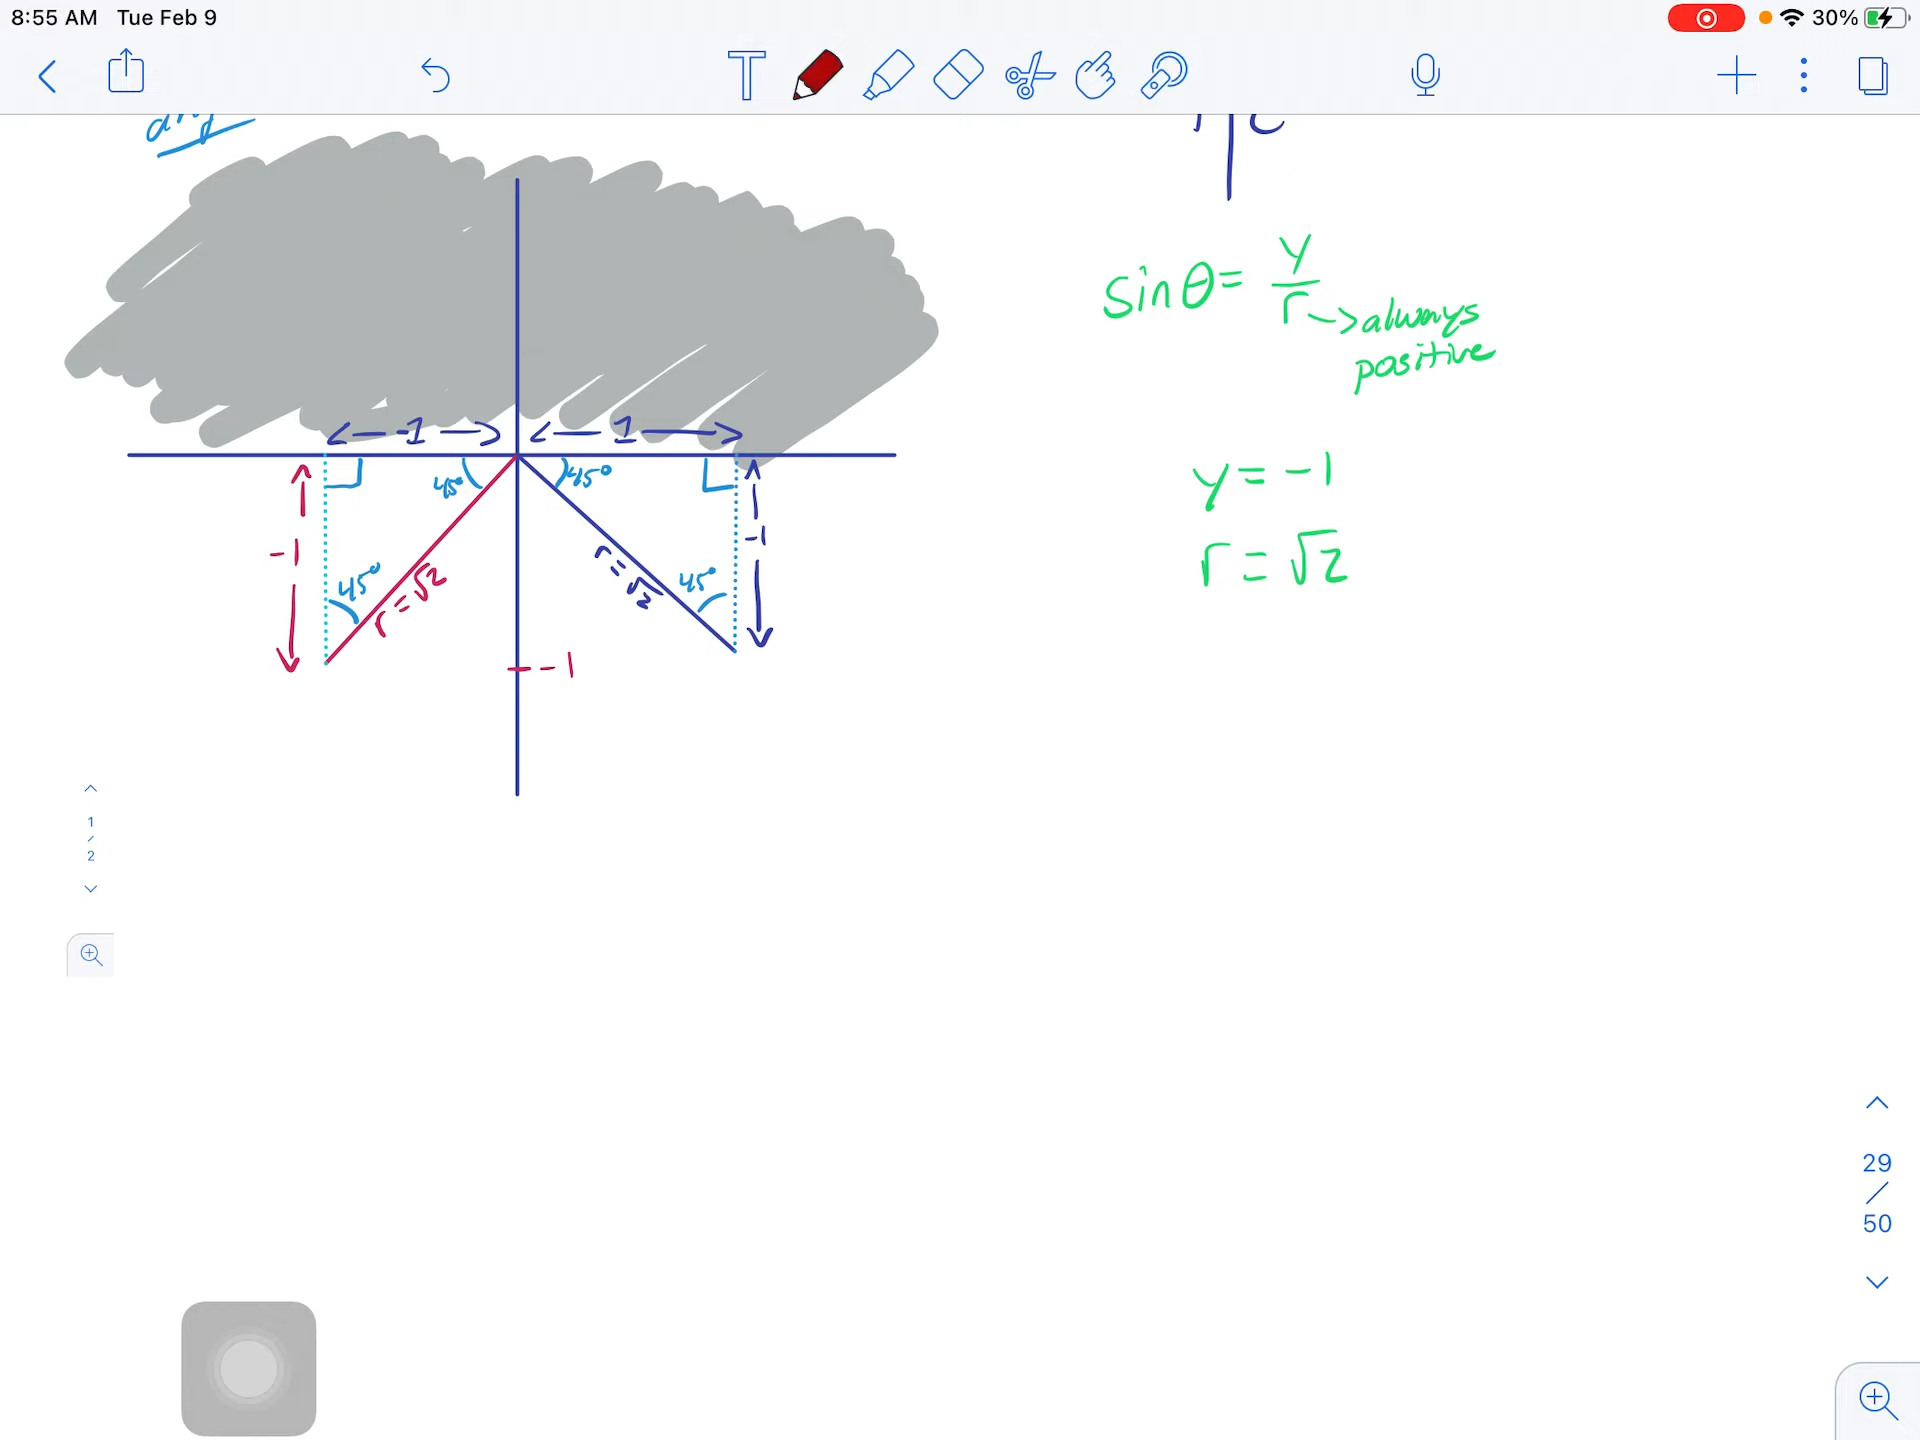 8:55 AM Tue Feb 9
30%
T
sinθ = y/r → always
positive
-1
1
45°
45°
y = -1
-1
-1
r = √2
45°
r = √2
r = √2
45°
-1
1
/
2
29
/
50